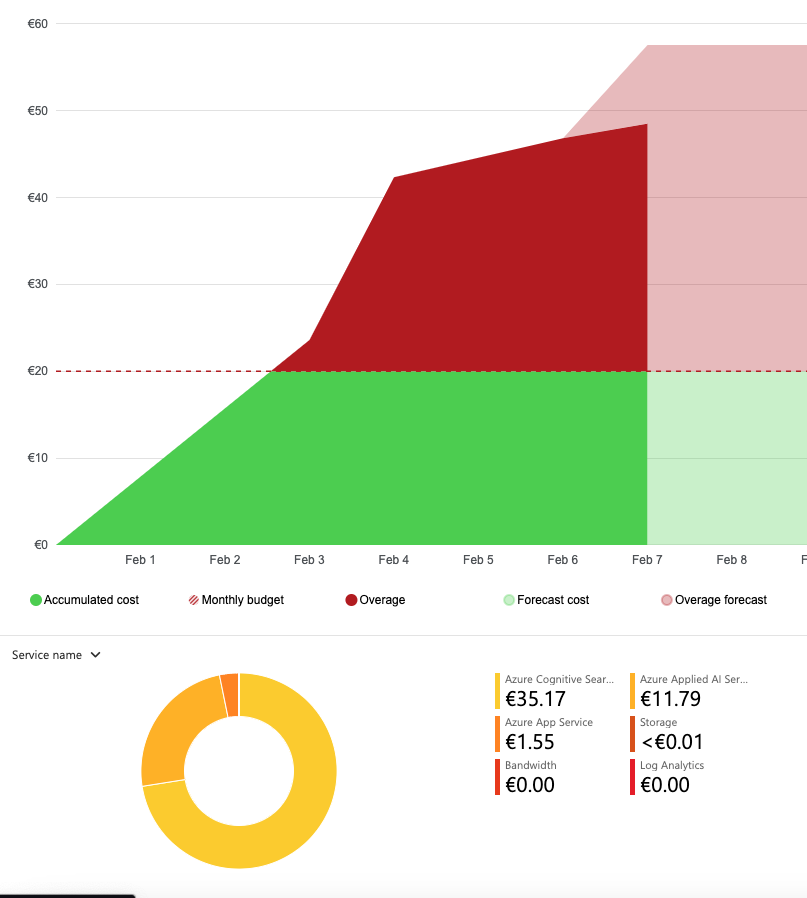 €60
€50
€40
€30
€20
€10
€0
Feb 1 Feb 2 Feb 3 Feb 4 Feb 5 Feb 6 Feb 7 Feb 8 F
Accumulated cost Monthly budget Overage Forecast cost Overage forecast
Service name
Azure Cognitive Sear... Azure Applied AI Ser...
€35.17 €11.79
Azure App Service Storage
€1.55 <€0.01
Bandwidth Log Analytics
€0.00 €0.00